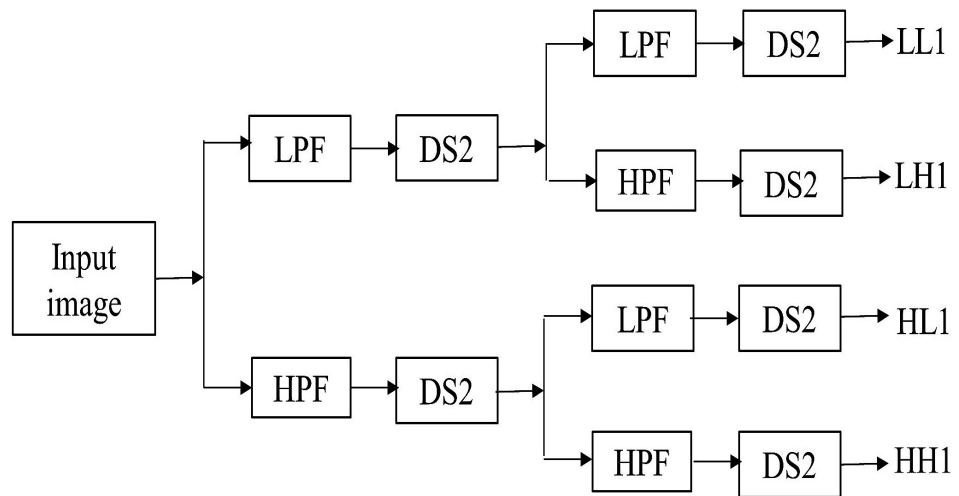 LPF
DS2
LL1
LPF
DS2
HPF
DS2
LH1
Input
image
LPF
DS2
HL1
HPF
DS2
HPF
DS2
HH1